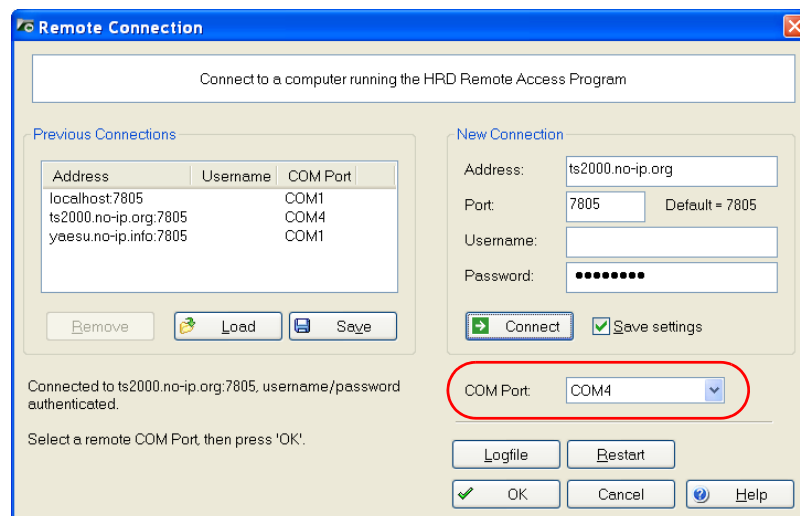 Remote Connection
Connect to a computer running the HRD Remote Access Program
Previous Connections
Address Username COM Port
localhost:7805 COM1
ts2000.no-ip.org:7805 COM4
yaesu.no-ip.info:7805 COM1
Remove Load Save
Connected to ts2000.no-ip.org:7805, username/password
authenticated.
Select a remote COM Port, then press 'OK'.
New Connection
Address: ts2000.no-ip.org
Port: 7805 Default = 7805
Username:
Password: ●●●●●●●●
Connect Save settings
COM Port: COM4
Logfile Restart
OK Cancel Help